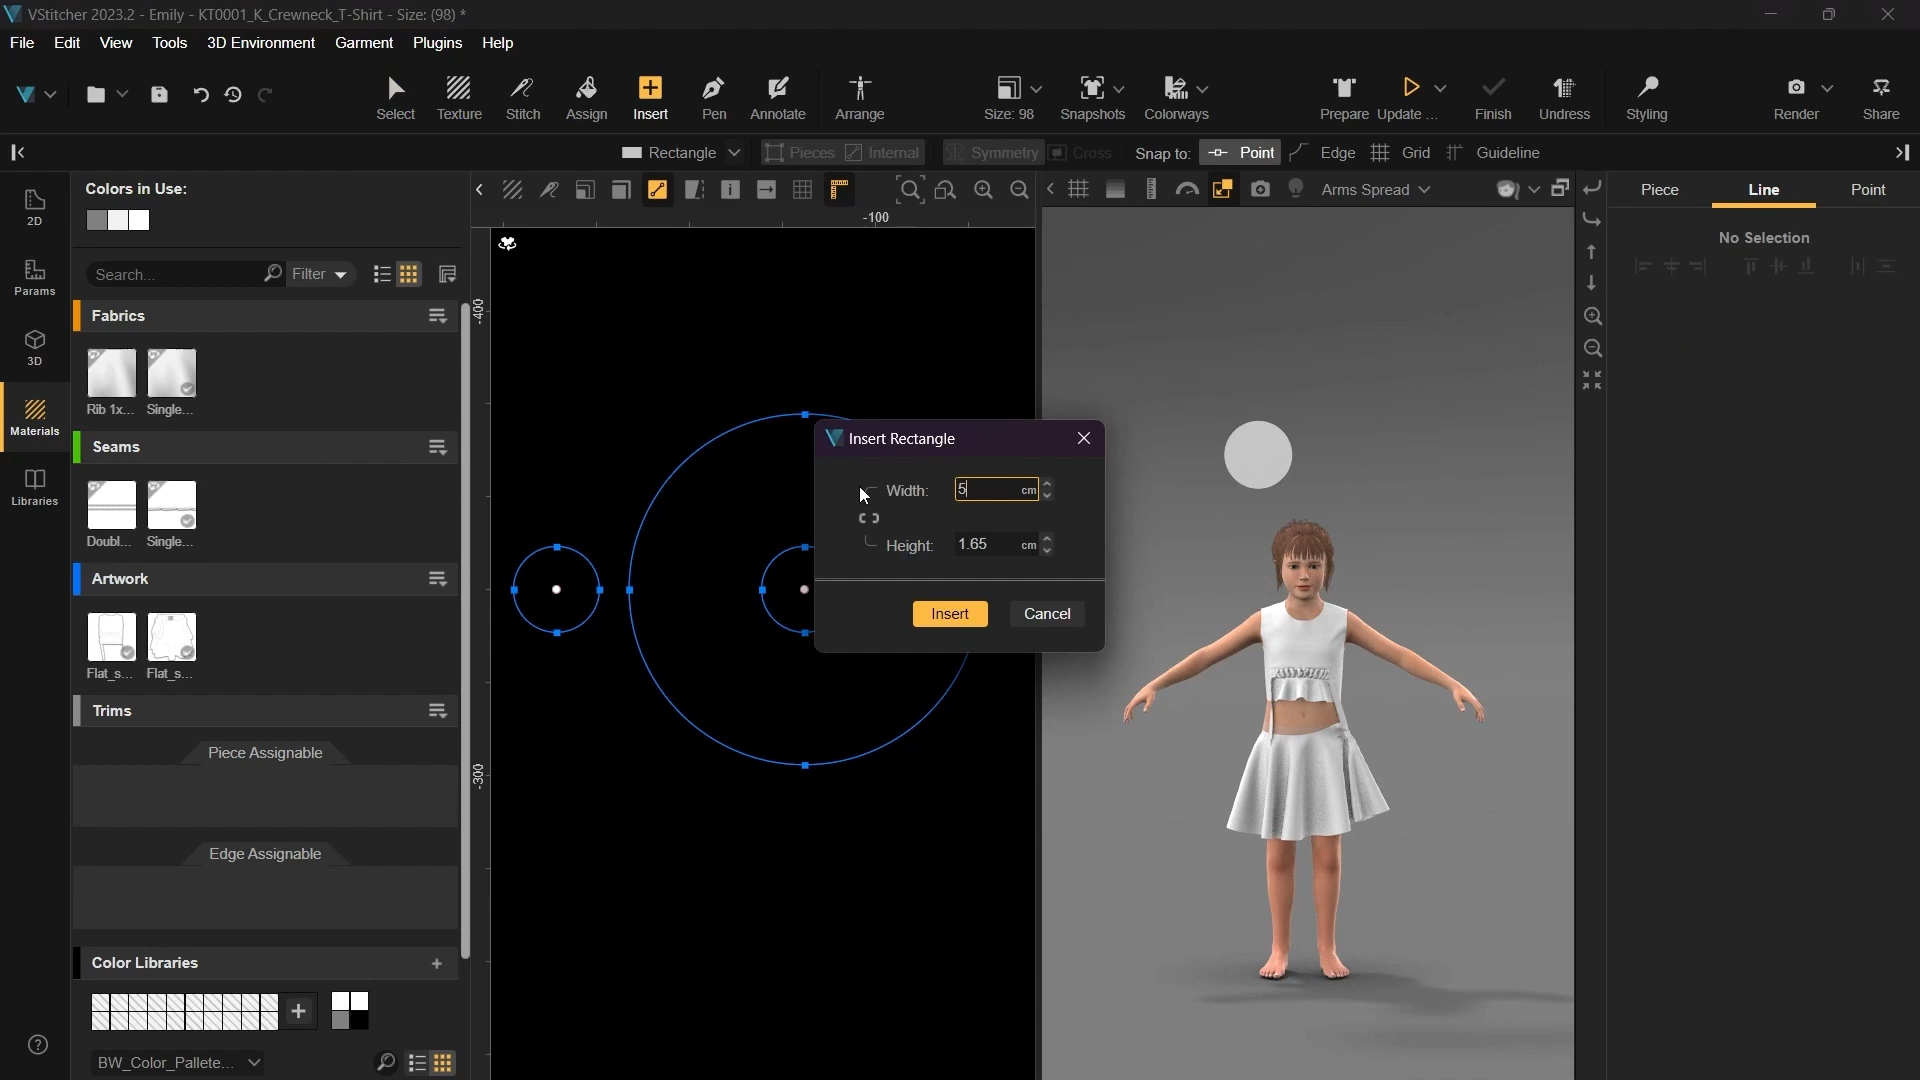 VStitcher 2023.2 - Emily - KT0001_K_Crewneck_T-Shirt - Size: (98) *
File Edit View Tools 3D Environment Garment Plugins Help
Select Texture Stitch Assign Insert Pen Annotate Arrange Size: 98 Snapshots Colorways Prepare Update ... Finish Undress Styling Render Share
Rectangle Pieces Internal Symmetry Cross Snap to: Point Edge Grid Guideline
2D
Params
3D
Materials
Libraries
Colors in Use:
Search... Filter
Fabrics
Rib 1x... Single...
Seams
Doubl... Single...
Artwork
Flat_s... Flat_s...
Trims
Piece Assignable
Edge Assignable
Color Libraries
BW_Color_Pallete...
-100
-400
-300
Insert Rectangle
Width: 5 cm
Height: 1.65 cm
Insert Cancel
Arms Spread
Piece Line Point
No Selection